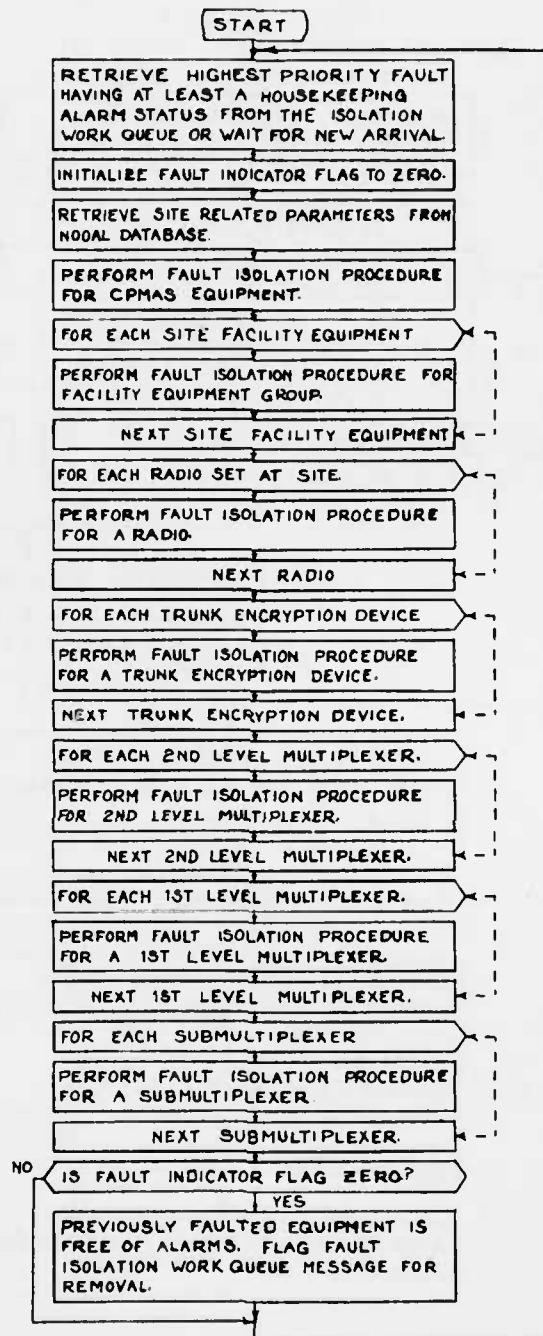 START
RETRIEVE HIGHEST PRIORITY FAULT
HAVING AT LEAST A HOUSEKEEPING
ALARM STATUS FROM THE ISOLATION
WORK QUEUE OR WAIT FOR NEW ARRIVAL.
INITIALIZE FAULT INDICATOR FLAG TO ZERO.
RETRIEVE SITE RELATED PARAMETERS FROM
NODAL DATABASE.
PERFORM FAULT ISOLATION PROCEDURE
FOR CPMAS EQUIPMENT.
FOR EACH SITE FACILITY EQUIPMENT
PERFORM FAULT ISOLATION PROCEDURE FOR
FACILITY EQUIPMENT GROUP.
NEXT SITE FACILITY EQUIPMENT
FOR EACH RADIO SET AT SITE
PERFORM FAULT ISOLATION PROCEDURE
FOR A RADIO.
NEXT RADIO
FOR EACH TRUNK ENCRYPTION DEVICE
PERFORM FAULT ISOLATION PROCEDURE
FOR A TRUNK ENCRYPTION DEVICE.
NEXT TRUNK ENCRYPTION DEVICE.
FOR EACH 2ND LEVEL MULTIPLEXER.
PERFORM FAULT ISOLATION PROCEDURE
FOR 2ND LEVEL MULTIPLEXER.
NEXT 2ND LEVEL MULTIPLEXER.
FOR EACH 1ST LEVEL MULTIPLEXER.
PERFORM FAULT ISOLATION PROCEDURE
FOR A 1ST LEVEL MULTIPLEXER.
NEXT 1ST LEVEL MULTIPLEXER.
FOR EACH SUBMULTIPLEXER
PERFORM FAULT ISOLATION PROCEDURE
FOR A SUBMULTIPLEXER
NEXT SUBMULTIPLEXER.
NO
IS FAULT INDICATOR FLAG ZERO?
YES
PREVIOUSLY FAULTED EQUIPMENT IS
FREE OF ALARMS. FLAG FAULT
ISOLATION WORK QUEUE MESSAGE FOR
REMOVAL.